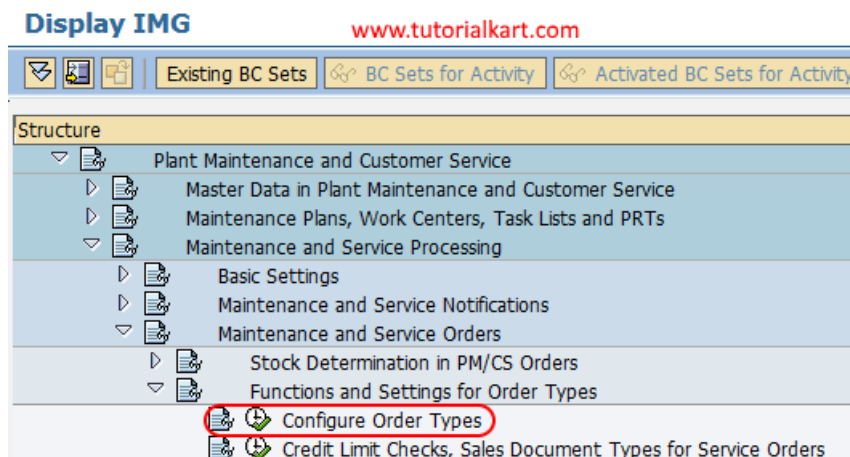 Display IMG
www.tutorialkart.com
Existing BC Sets BC Sets for Activity Activated BC Sets for Activity
Structure
Plant Maintenance and Customer Service
Master Data in Plant Maintenance and Customer Service
Maintenance Plans, Work Centers, Task Lists and PRTs
Maintenance and Service Processing
Basic Settings
Maintenance and Service Notifications
Maintenance and Service Orders
Stock Determination in PM/CS Orders
Functions and Settings for Order Types
Configure Order Types
Credit Limit Checks, Sales Document Types for Service Orders